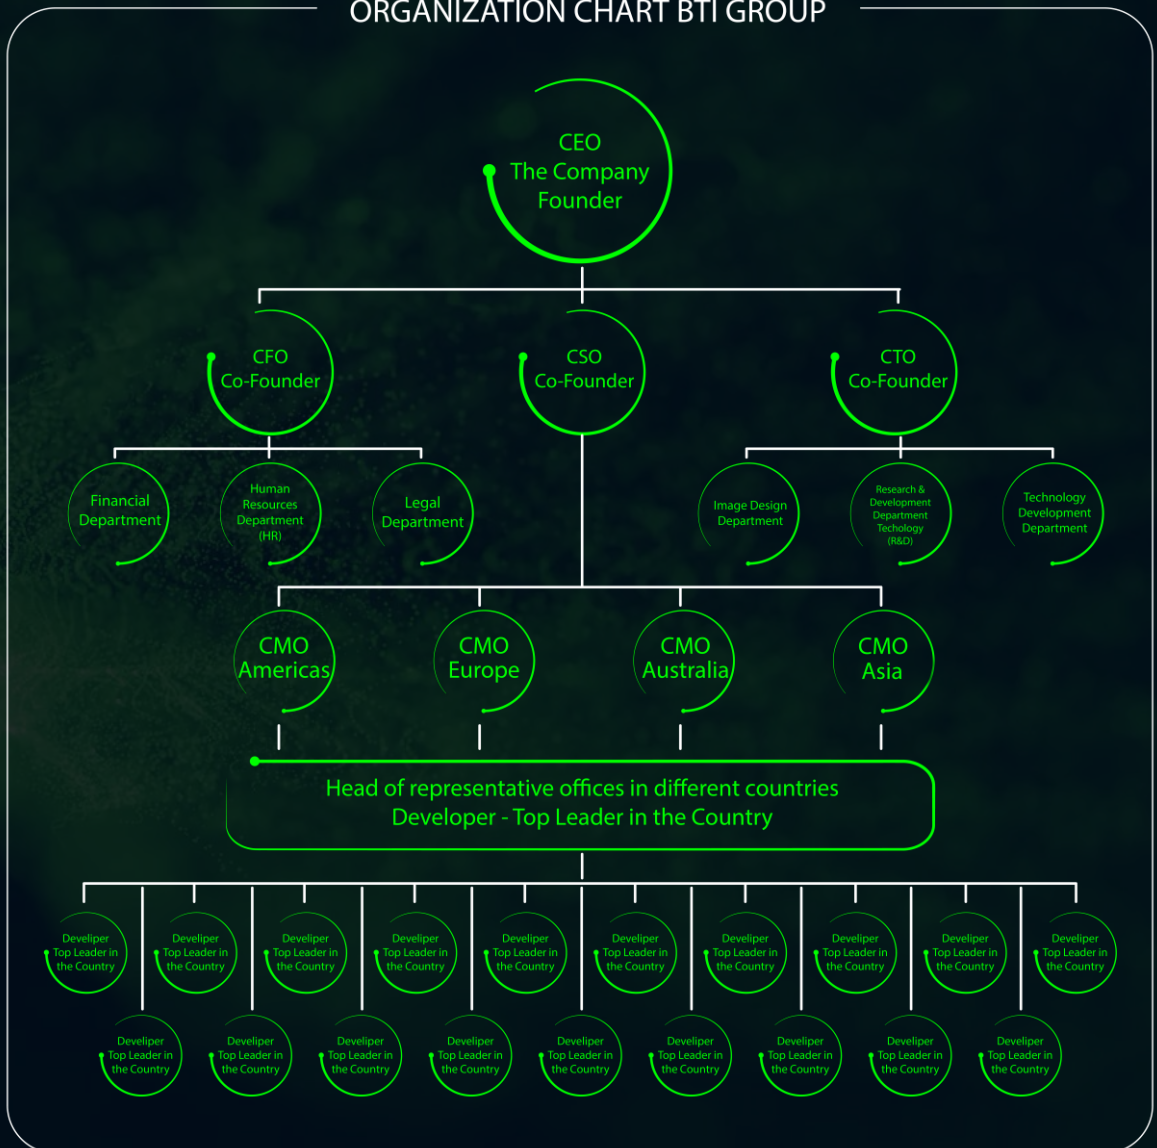 ORGANIZATION CHART BTI GROUP
CEO
The Company
Founder
CFO
Co-Founder
CSO
Co-Founder
CTO
Co-Founder
Financial
Department
Human
Resources
Department
(HR)
Legal
Department
Image Design
Department
Research &
Development
Department
Techology
(R&D)
Technology
Development
Department
CMO
Americas
CMO
Europe
CMO
Australia
CMO
Asia
Head of representative offices in different countries
Developer - Top Leader in the Country
Develiper
Top Leader in
the Country
Develiper
Top Leader in
the Country
Develiper
Top Leader in
the Country
Develiper
Top Leader in
the Country
Develiper
Top Leader in
the Country
Develiper
Top Leader in
the Country
Develiper
Top Leader in
the Country
Develiper
Top Leader in
the Country
Develiper
Top Leader in
the Country
Develiper
Top Leader in
the Country
Develiper
Top Leader in
the Country
Develiper
Top Leader in
the Country
Develiper
Top Leader in
the Country
Develiper
Top Leader in
the Country
Develiper
Top Leader in
the Country
Develiper
Top Leader in
the Country
Develiper
Top Leader in
the Country
Develiper
Top Leader in
the Country
Develiper
Top Leader in
the Country